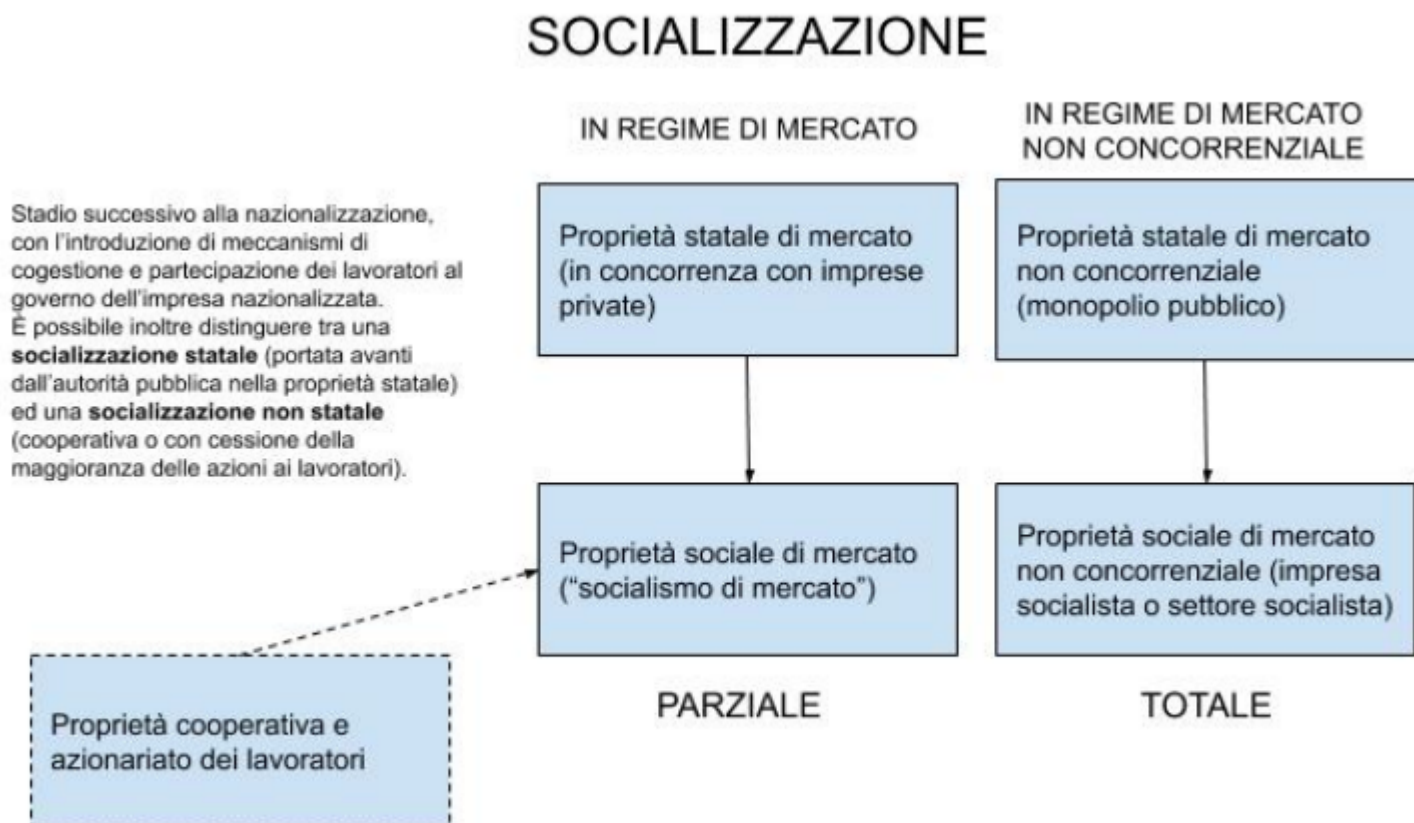 SOCIALIZZAZIONE
IN REGIME DI MERCATO
IN REGIME DI MERCATO
NON CONCORRENZIALE
Stadio successivo alla nazionalizzazione,
con l'introduzione di meccanismi di
cogestione e partecipazione dei lavoratori al
governo dell'impresa nazionalizzata.
È possibile inoltre distinguere tra una
socializzazione statale (portata avanti
dall'autorità pubblica nella proprietà statale)
ed una socializzazione non statale
(cooperativa o con cessione della
maggioranza delle azioni ai lavoratori).
Proprietà statale di mercato
(in concorrenza con imprese
private)
Proprietà statale di mercato
non concorrenziale
(monopolio pubblico)
Proprietà sociale di mercato
("socialismo di mercato")
Proprietà sociale di mercato
non concorrenziale (impresa
socialista o settore socialista)
PARZIALE
TOTALE
Proprietà cooperativa e
azionariato dei lavoratori